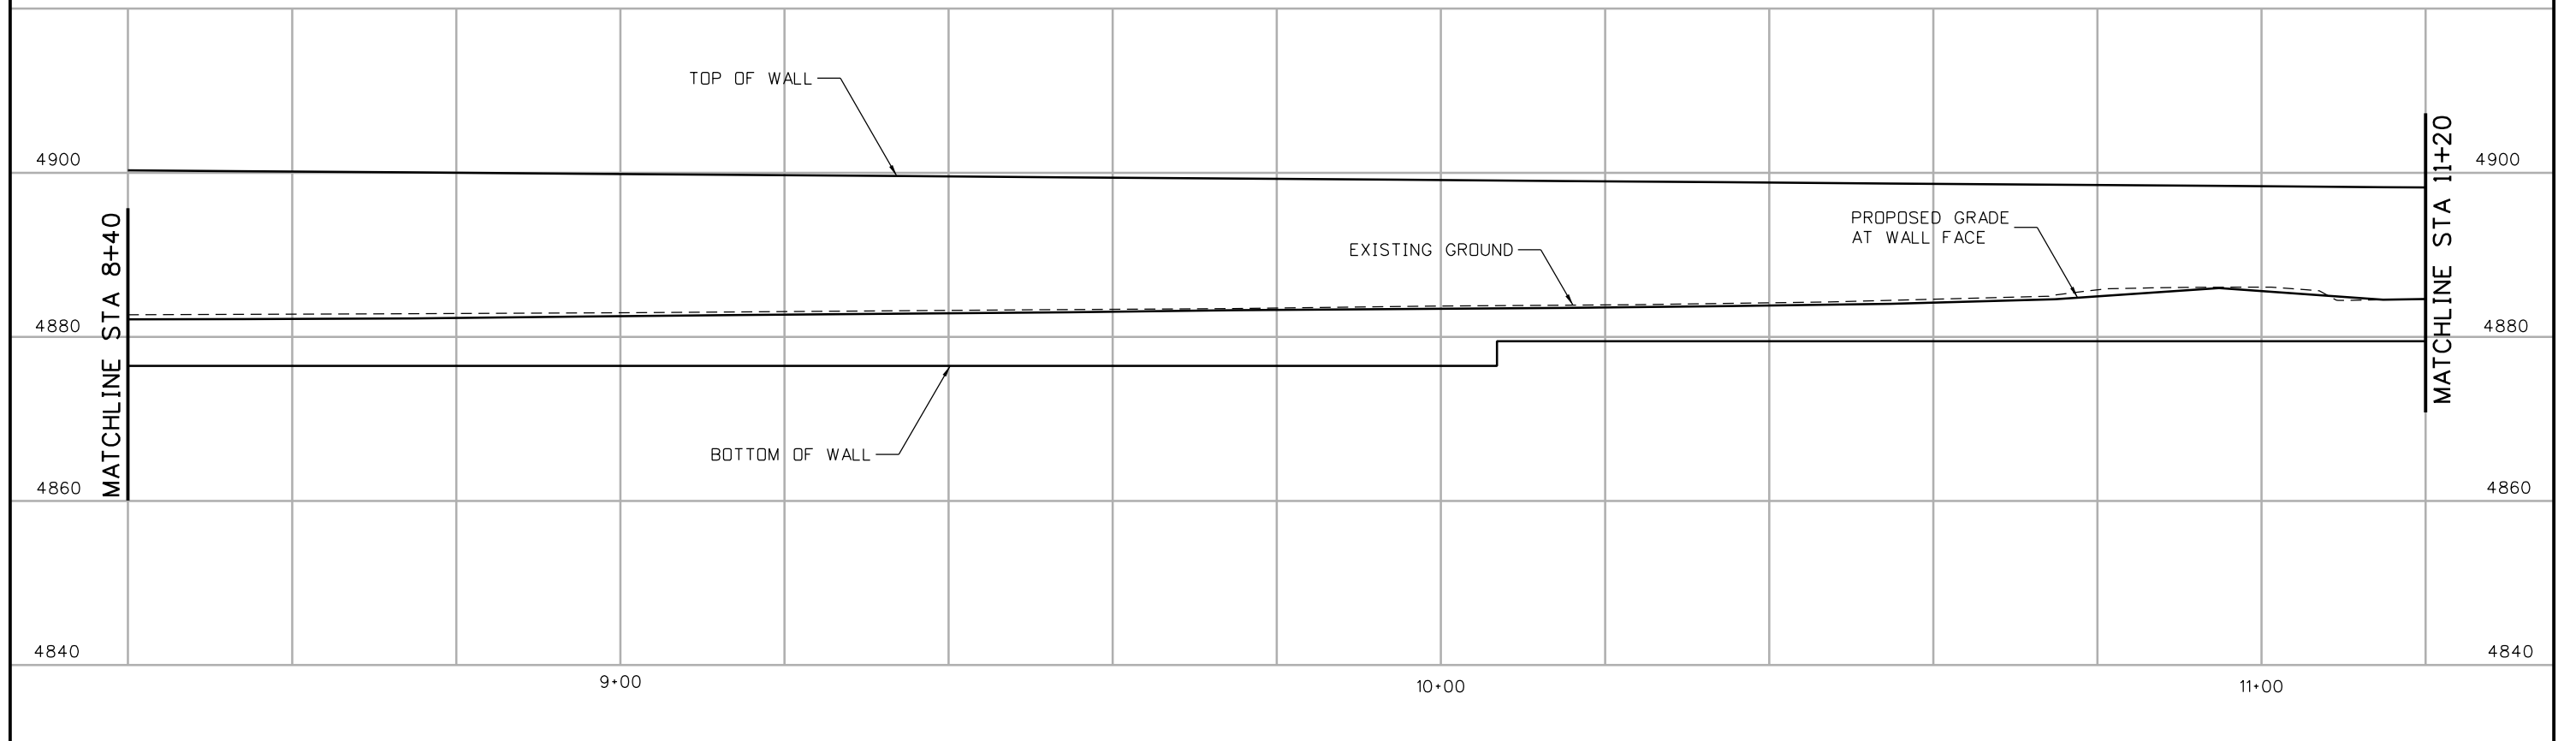 TOP OF WALL
4900
4900
MATCHLINE STA 8+40
MATCHLINE STA 11+20
PROPOSED GRADE
AT WALL FACE
EXISTING GROUND
4880
4880
BOTTOM OF WALL
4860
4860
4840
4840
9+00
10+00
11+00